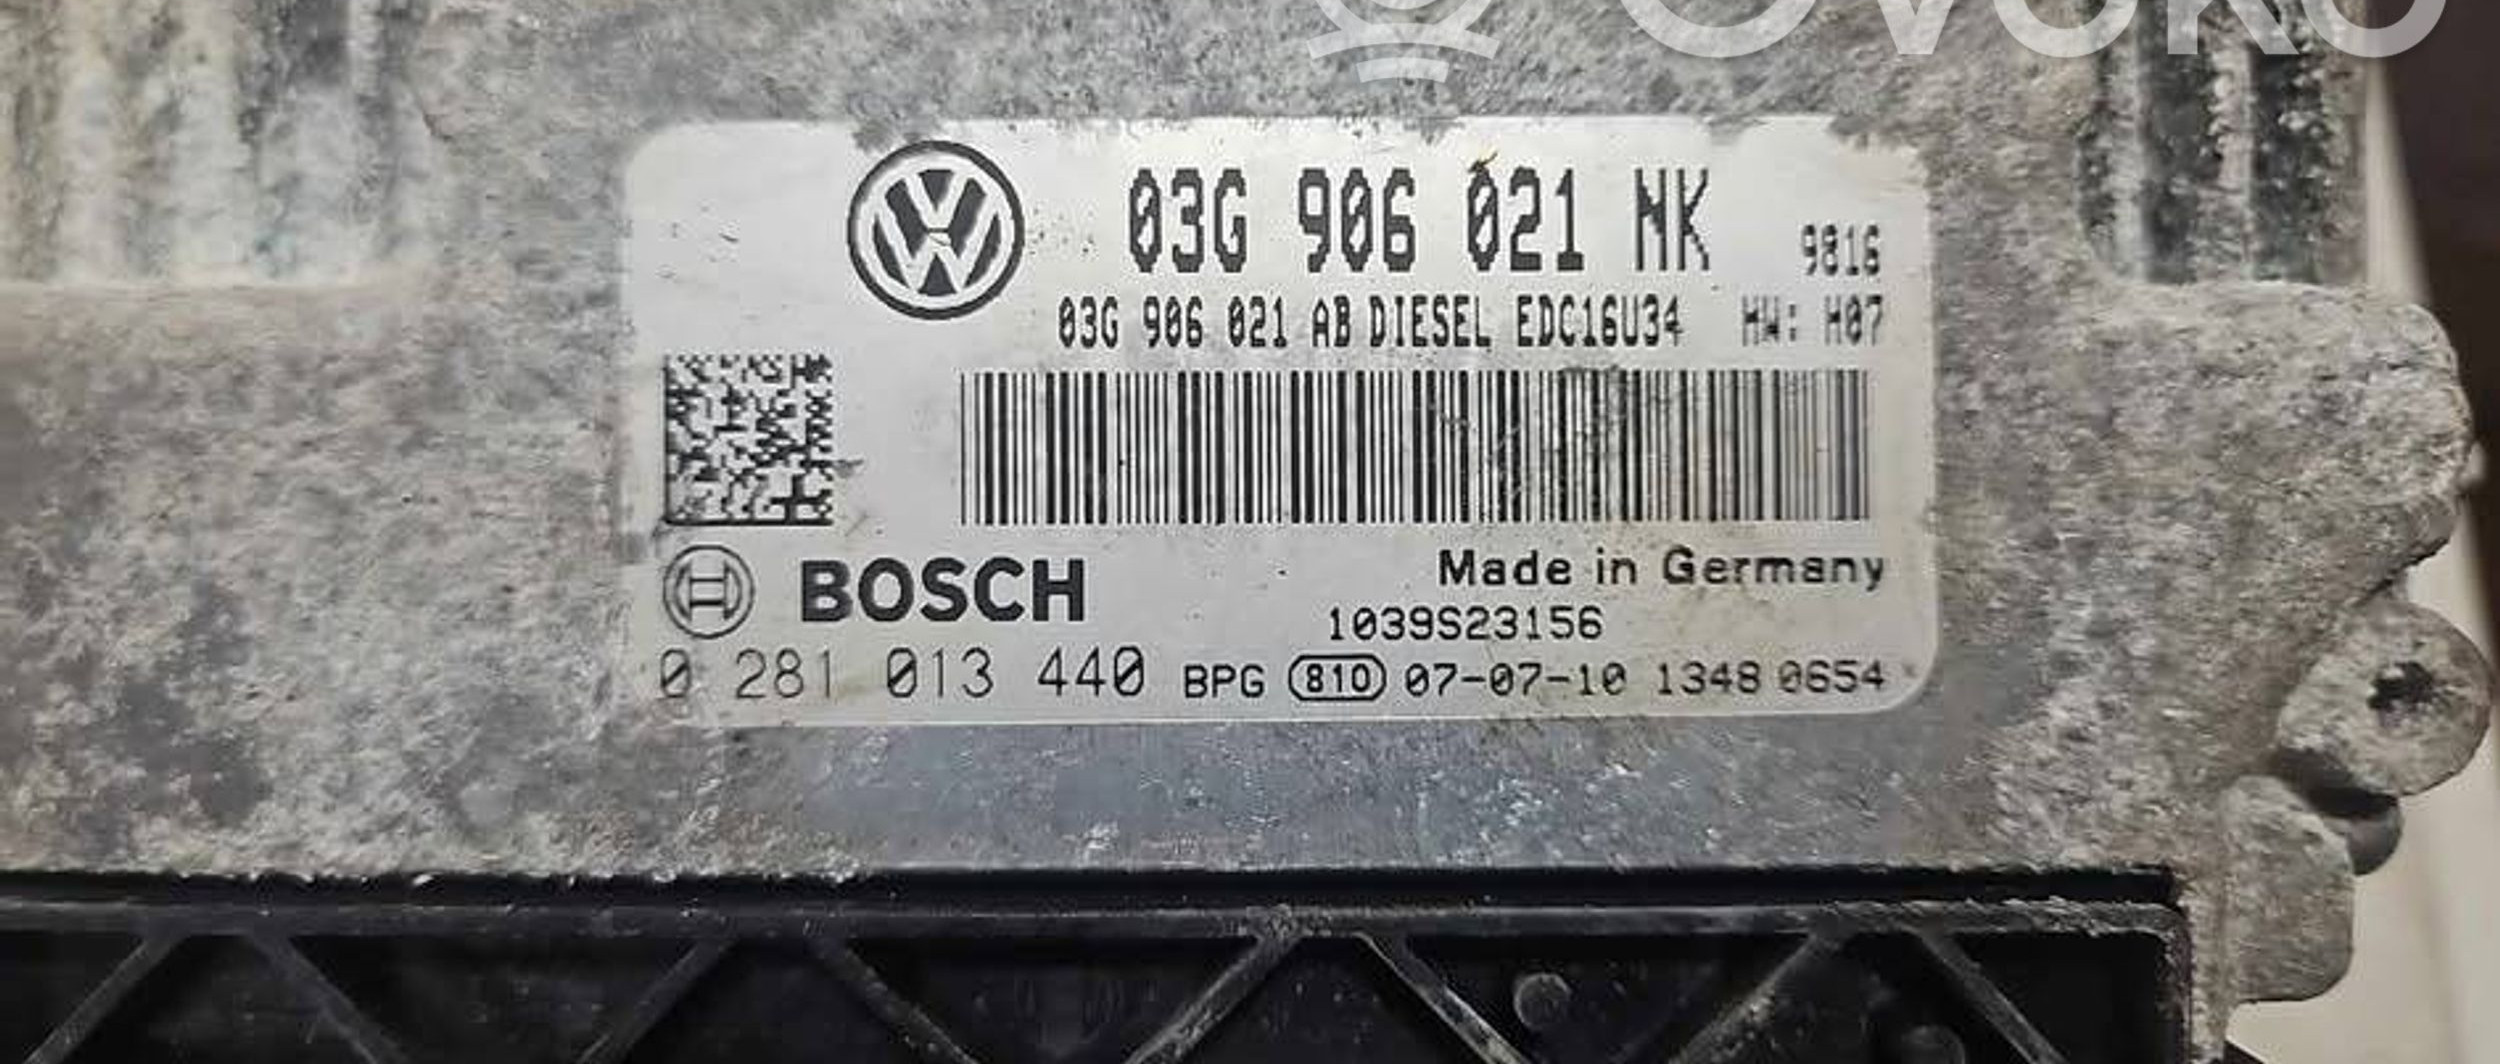 OVOKO
03G 906 021 NK 9816
03G 906 021 AB DIESEL EDC16U34 HW: H07
BOSCH
Made in Germany
1039S23156
0 281 013 440 BPG 810 07-07-10 1348 0654